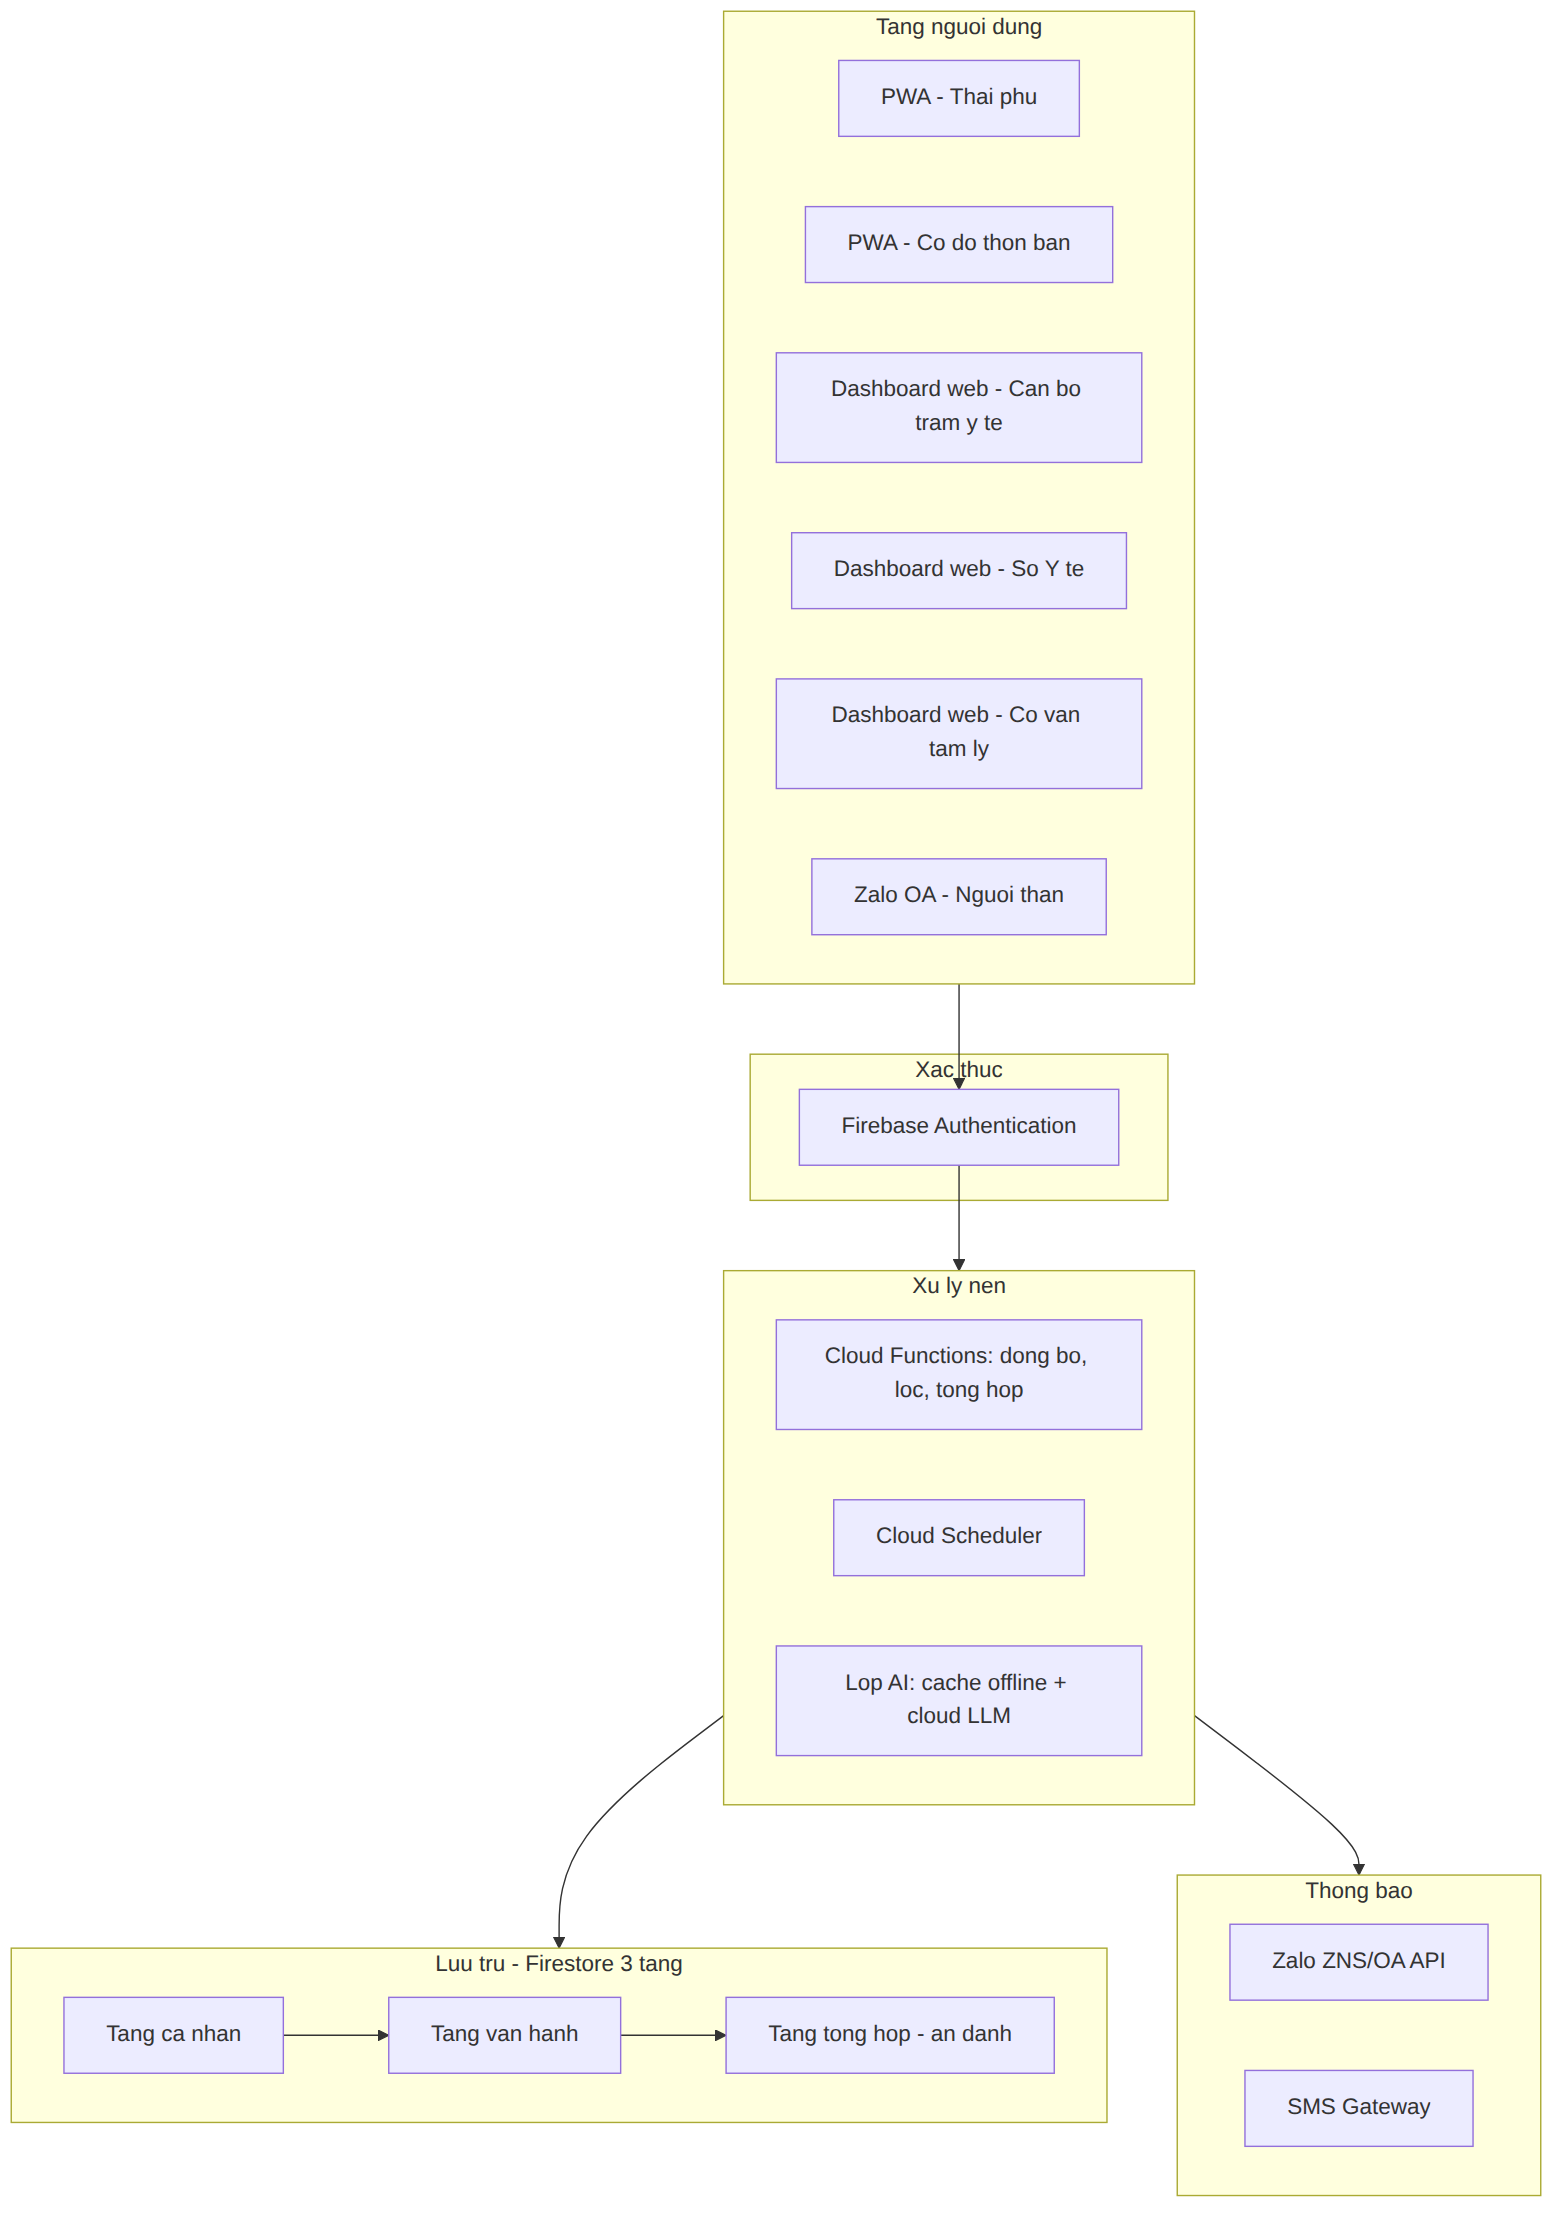 Tang nguoi dung
PWA - Thai phu
PWA - Co do thon ban
Dashboard web - Can bo
tram y te
Dashboard web - So Y te
Dashboard web - Co van
tam ly
Zalo OA - Nguoi than
Xac thuc
Firebase Authentication
Xu ly nen
Cloud Functions: dong bo,
loc, tong hop
Cloud Scheduler
Lop AI: cache offline +
cloud LLM
Thong bao
Zalo ZNS/OA API
SMS Gateway
Luu tru - Firestore 3 tang
Tang ca nhan
Tang van hanh
Tang tong hop - an danh